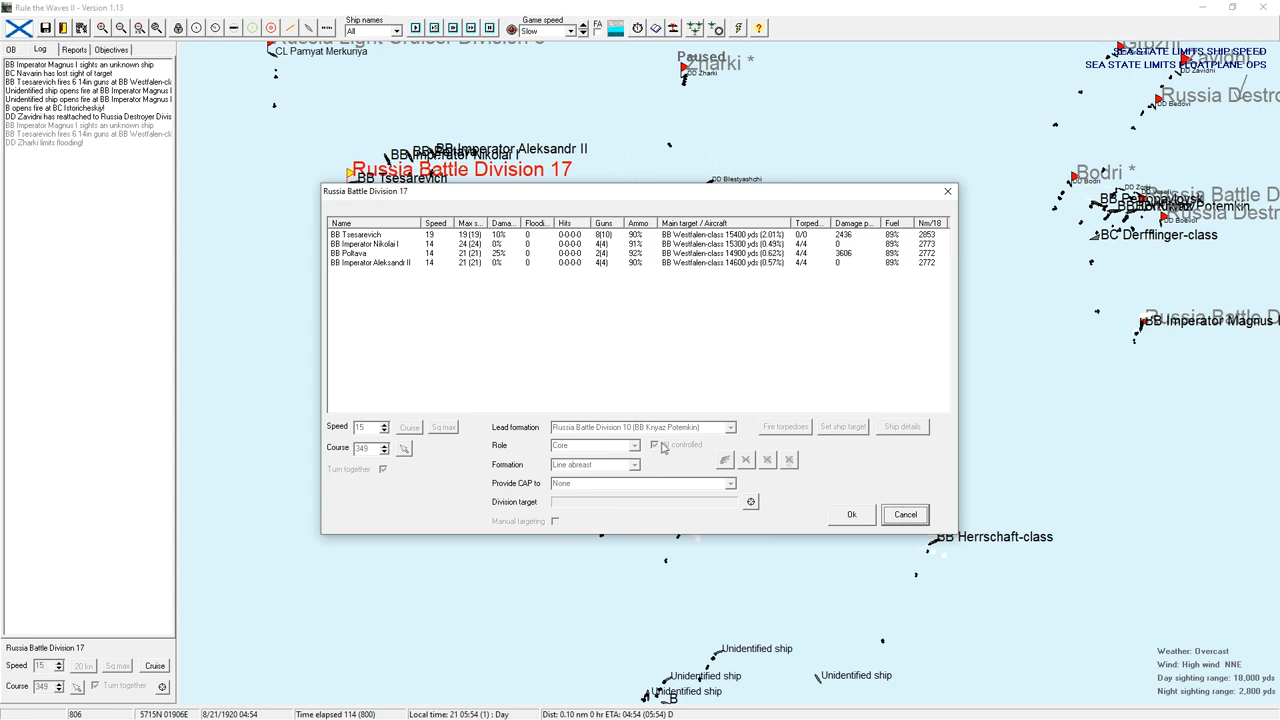 Rule the Waves II - Version 1.13
Ship names
All
Game speed
Slow
FA
OB
Log
Reports
Objectives
BB Imperator Magnus I sights an unknown ship
BC Navarin has lost sight of target
BB Tsesarevich fires 6 14in guns at BB Westfalen-cl
Unidentified ship opens fire at BB Imperator Magnus I
Unidentified ship opens fire at BB Imperator Magnus I
B opens fire at BC Istoricheskij!
DD Zavidni has reattached to Russia Destroyer Divis
BB Imperator Magnus I sights an unknown ship
BB Tsesarevich fires 6 14in guns at BB Westfalen-cl
DD Zharki limits flooding!
CL Pamyat Merkuriya
Paused
Zharki *
DD Zharki
SEA STATE LIMITS SHIP SPEED
SEA STATE LIMITS FLOATPLANE OPS
DD Zavidni
Russia Destro
DD Bedovi
BB Imperator Aleksandr II
BB Imperator Nikolai I
Russia Battle Division 17
BB Tsesarevich
DD Blestyashchi
Bodri *
DD Bodri
Russia Battle D
BB Petropavlovsk
Russia Destr
BC Derfflinger-class
Russia Battle D
BB Imperator Magnus I
BB Herrschaft-class
Unidentified ship
Unidentified ship
Unidentified ship
Unidentified ship
B
Russia Battle Division 17
Name Speed Max s... Dama... Floodi... Hits Guns Ammo Main target / Aircraft Torped... Damage p... Fuel Nm/18
BB Tsesarevich 19 19 (19) 10% 0 0-0-0-0 8(10) 90% BB Westfalen-class 15400 yds (2.01%) 0/0 2436 89% 2853
BB Imperator Nikolai I 14 24 (24) 0% 0 0-0-0-0 4(4) 91% BB Westfalen-class 15300 yds (0.49%) 4/4 0 89% 2773
BB Poltava 14 21 (21) 25% 0 0-0-0-0 2(4) 92% BB Westfalen-class 14900 yds (0.62%) 4/4 3606 89% 2772
BB Imperator Aleksandr II 14 21 (21) 0% 0 0-0-0-0 4(4) 90% BB Westfalen-class 14600 yds (0.57%) 4/4 0 89% 2772
Speed 15 Cruise Sq max
Course 349
Turn together
Lead formation Russia Battle Division 10 (BB Knyaz Potemkin)
Role Core controlled
Formation Line abreast
Provide CAP to None
Division target
Manual targeting
Fire torpedoes Set ship target Ship details
Ok Cancel
Russia Battle Division 17
Speed 15 20 kn Sq max Cruise
Course 349 Turn together
Weather: Overcast
Wind: High wind NNE
Day sighting range: 18,000 yds
Night sighting range: 2,800 yds
806 5715N 01906E 8/21/1920 04:54 Time elapsed 114 (800) Local time: 21 05:54 (1) : Day Dist: 0.10 nm 0 hr ETA: 04:54 (05:54) D